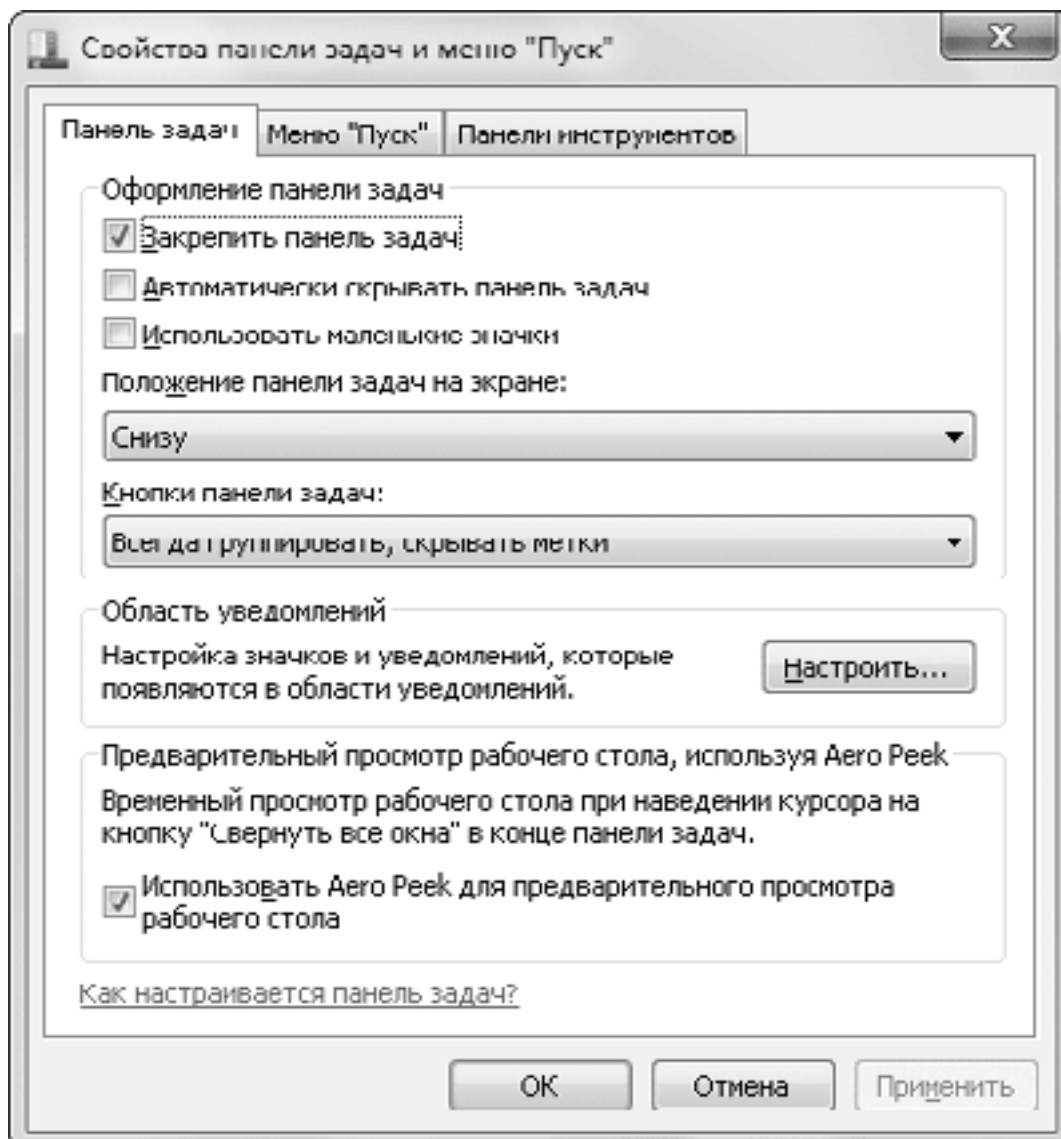 Свойства панели задач и меню "Пуск"
Панель задач
Меню "Пуск"
Панели инструментов
Оформление панели задач
Закрепить панель задач
Автоматически скрывать панель задач
Использовать маленькие значки
Положение панели задач на экране:
Снизу
Кнопки панели задач:
Всегда группировать, скрывать метки
Область уведомлений
Настройка значков и уведомлений, которые
появляются в области уведомлений.
Настроить...
Предварительный просмотр рабочего стола, используя Aero Peek
Временный просмотр рабочего стола при наведении курсора на
кнопку "Свернуть все окна" в конце панели задач.
Использовать Aero Peek для предварительного просмотра
рабочего стола
Как настраивается панель задач?
ОК
Отмена
Применить